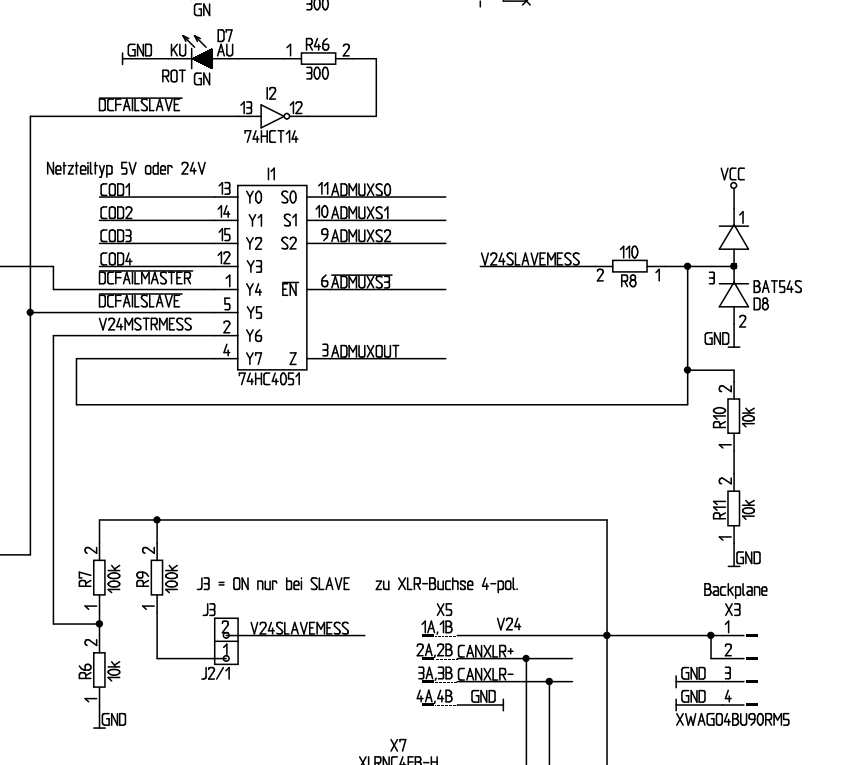 GN
300
D7
GND KU AU 1 R46 2
ROT GN 300
I2
DCFAILSLAVE 13 12
74HCT14
Netzteiltyp 5V oder 24V I1
COD1 13 Y0 S0 11 ADMUXS0
COD2 14 Y1 S1 10 ADMUXS1
COD3 15 Y2 S2 9 ADMUXS2
COD4 12 Y3
DCFAILMASTER 1 Y4 EN 6 ADMUXS3
DCFAILSLAVE 5 Y5
V24MSTRMESS 2 Y6
4 Y7 Z 3 ADMUXOUT
74HC4051
VCC
1
V24SLAVEMESS 2 110 R8 1
3 BAT54S
D8
2
GND
2
R10 10k
1
2
R11 10k
1
GND
2 2
R7 100k R9 100k
1 1
J3 = ON nur bei SLAVE zu XLR-Buchse 4-pol.
J3
2 V24SLAVEMESS
1
J2/1
2
R6 10k
1
GND
X5
1A,1B V24
2A,2B CANXLR+
3A,3B CANXLR-
4A,4B GND
Backplane
X3
1
2
GND 3
GND 4
XWAGO4BU90RM5
X7
XLRNC4FB-H